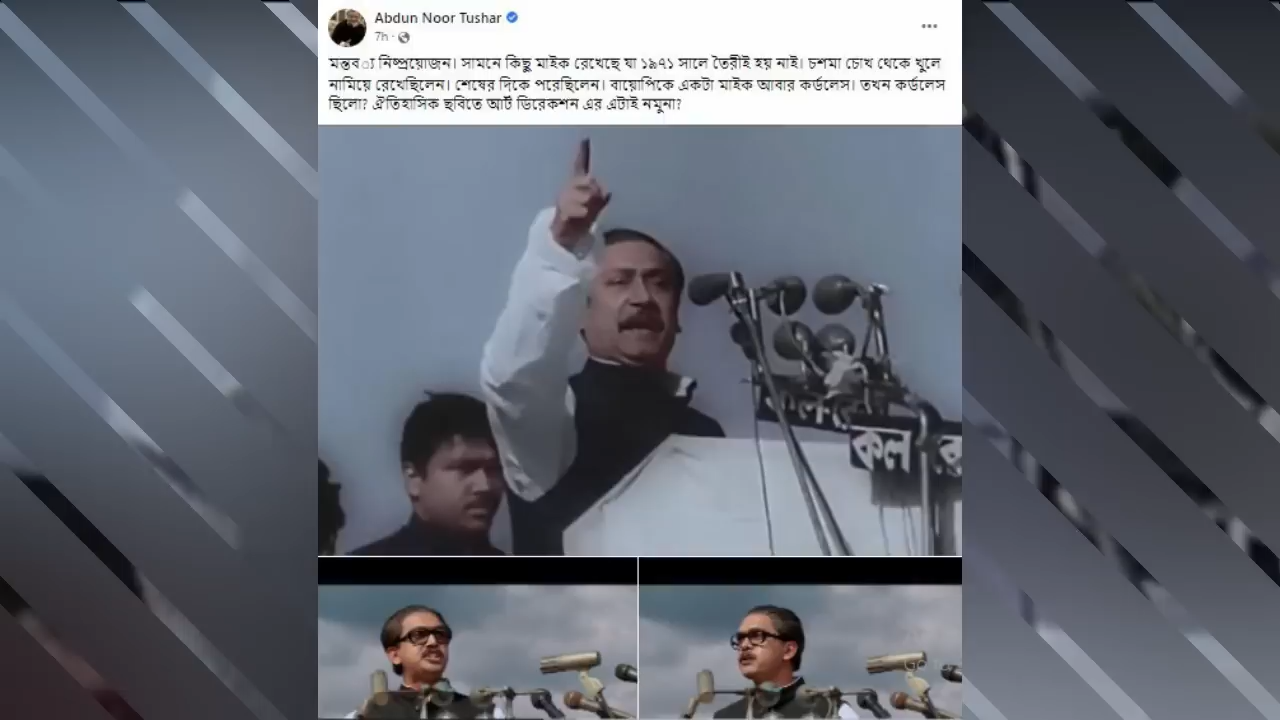 Abdun Noor Tushar
7h
মন্তব্য নিষ্প্রয়োজন। সামনে কিছু মাইক রেখেছে যা ১৯৭১ সালে তৈরীই হয় নাই। চশমা চোখ থেকে খুলে
নামিয়ে রেখেছিলেন। শেষের দিকে পরেছিলেন। বায়োপিকে একটা মাইক আবার কর্ডলেস। তখন কর্ডলেস
ছিলো? ঐতিহাসিক ছবিতে আর্ট ডিরেকশন এর এটাই নমুনা?
কল